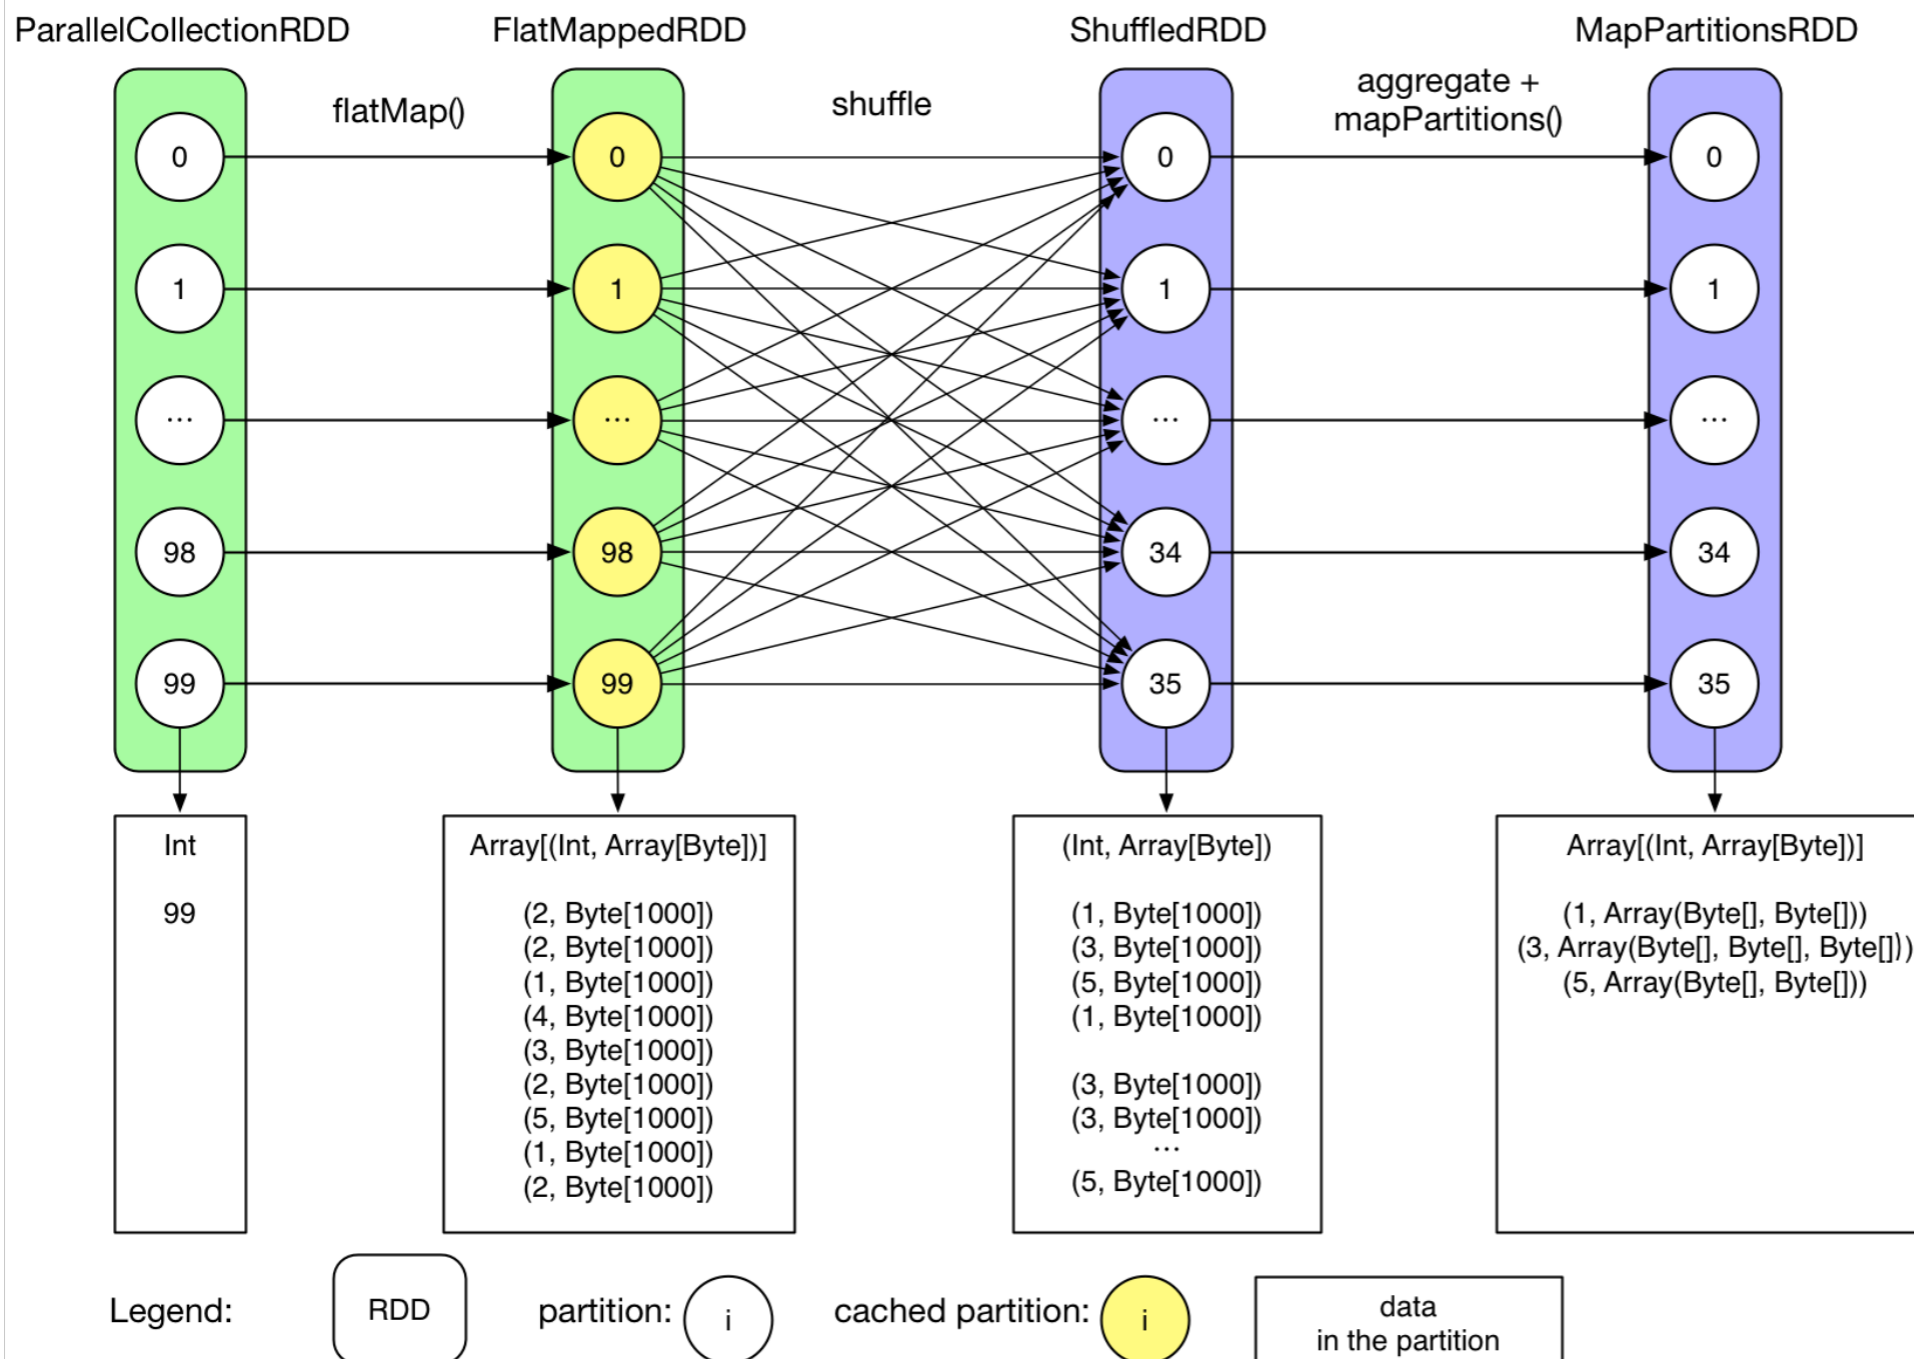 ParallelCollectionRDD
FlatMappedRDD
ShuffledRDD
MapPartitionsRDD
flatMap()
shuffle
aggregate +
mapPartitions()
0
0
0
0
1
1
1
1
...
...
...
...
98
98
34
34
99
99
35
35
Int
99
Array[(Int, Array[Byte])]
(2, Byte[1000])
(2, Byte[1000])
(1, Byte[1000])
(4, Byte[1000])
(3, Byte[1000])
(2, Byte[1000])
(5, Byte[1000])
(1, Byte[1000])
(2, Byte[1000])
(Int, Array[Byte])
(1, Byte[1000])
(3, Byte[1000])
(5, Byte[1000])
(1, Byte[1000])
(3, Byte[1000])
(3, Byte[1000])
...
(5, Byte[1000])
Array[(Int, Array[Byte])]
(1, Array(Byte[], Byte[]))
(3, Array(Byte[], Byte[], Byte[]))
(5, Array(Byte[], Byte[]))
Legend:
RDD
partition:
i
cached partition:
i
data
in the partition